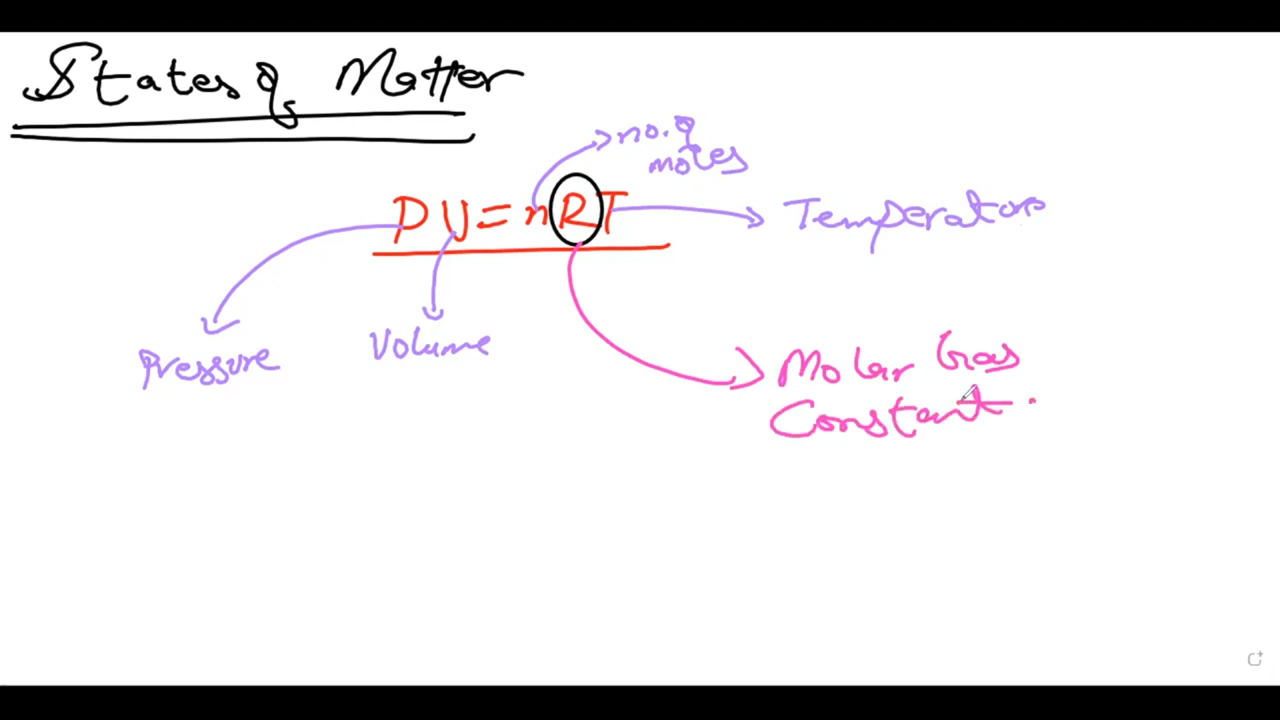 States of Matter
no. of
moles
PV = nRT
Temperature
Pressure
Volume
Molar Gas
Constant.